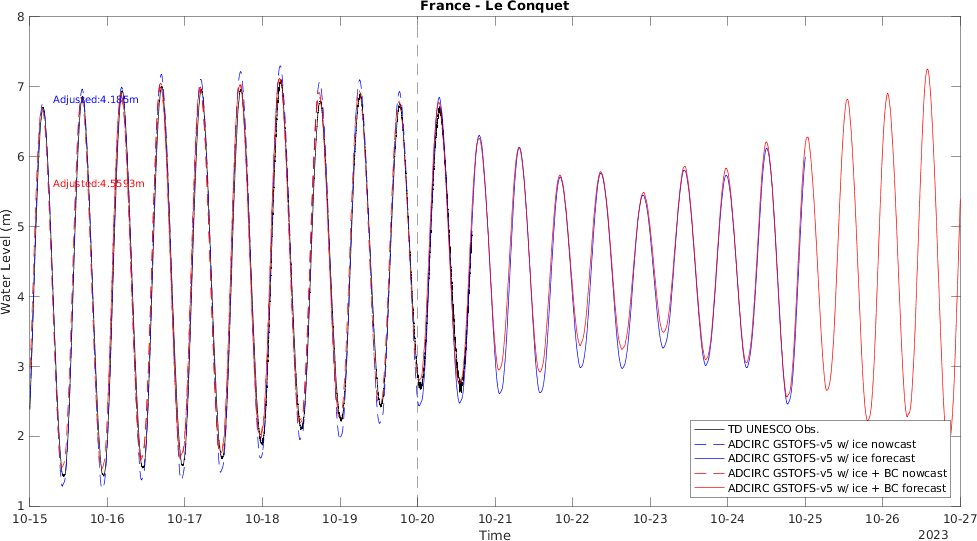 France - Le Conquet
8
7
6
5
4
3
2
1
Water Level (m)
Adjusted:4.185m
Adjusted:4.5593m
TD UNESCO Obs.
ADCIRC GSTOFS-v5 w/ ice nowcast
ADCIRC GSTOFS-v5 w/ ice forecast
ADCIRC GSTOFS-v5 w/ ice + BC nowcast
ADCIRC GSTOFS-v5 w/ ice + BC forecast
10-15 10-16 10-17 10-18 10-19 10-20 10-21 10-22 10-23 10-24 10-25 10-26 10-27
Time
2023